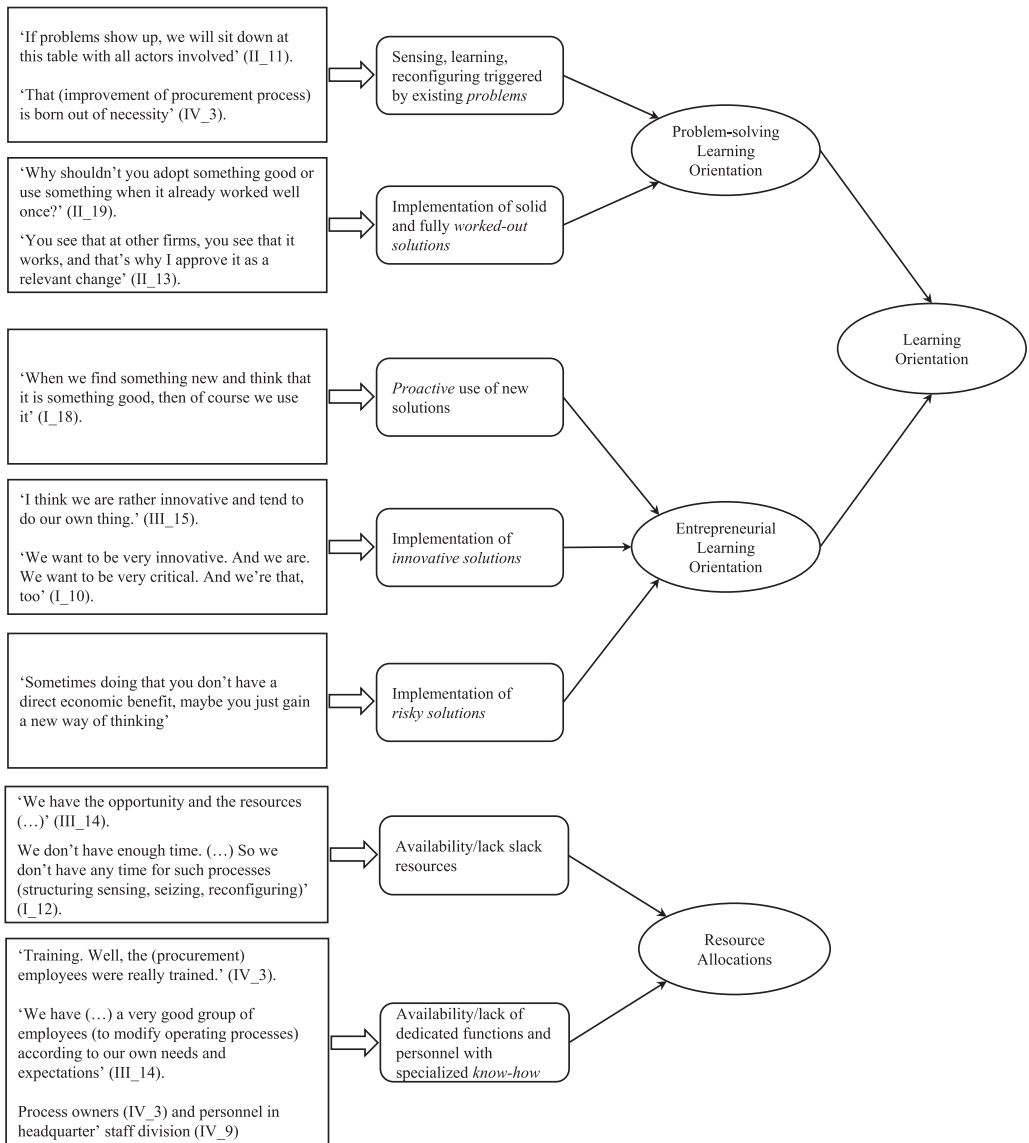 ‘If problems show up, we will sit down at
this table with all actors involved’ (II_11).
‘That (improvement of procurement process)
is born out of necessity’ (IV_3).
Sensing, learning,
reconfiguring triggered
by existing problems
Problem-solving
Learning
Orientation
‘Why shouldn’t you adopt something good or
use something when it already worked well
once?’ (II_19).
‘You see that at other firms, you see that it
works, and that’s why I approve it as a
relevant change’ (II_13).
Implementation of solid
and fully worked-out
solutions
Learning
Orientation
‘When we find something new and think that
it is something good, then of course we use
it’ (I_18).
Proactive use of new
solutions
‘I think we are rather innovative and tend to
do our own thing.’ (III_15).
‘We want to be very innovative. And we are.
We want to be very critical. And we’re that,
too’ (I_10).
Implementation of
innovative solutions
Entrepreneurial
Learning
Orientation
‘Sometimes doing that you don’t have a
direct economic benefit, maybe you just gain
a new way of thinking’
Implementation of
risky solutions
‘We have the opportunity and the resources
(…)’ (III_14).
We don’t have enough time. (…) So we
don’t have any time for such processes
(structuring sensing, seizing, reconfiguring)’
(I_12).
Availability/lack slack
resources
Resource
Allocations
‘Training. Well, the (procurement)
employees were really trained.’ (IV_3).
‘We have (…) a very good group of
employees (to modify operating processes)
according to our own needs and
expectations’ (III_14).
Process owners (IV_3) and personnel in
headquarter’ staff division (IV_9)
Availability/lack of
dedicated functions and
personnel with
specialized know-how